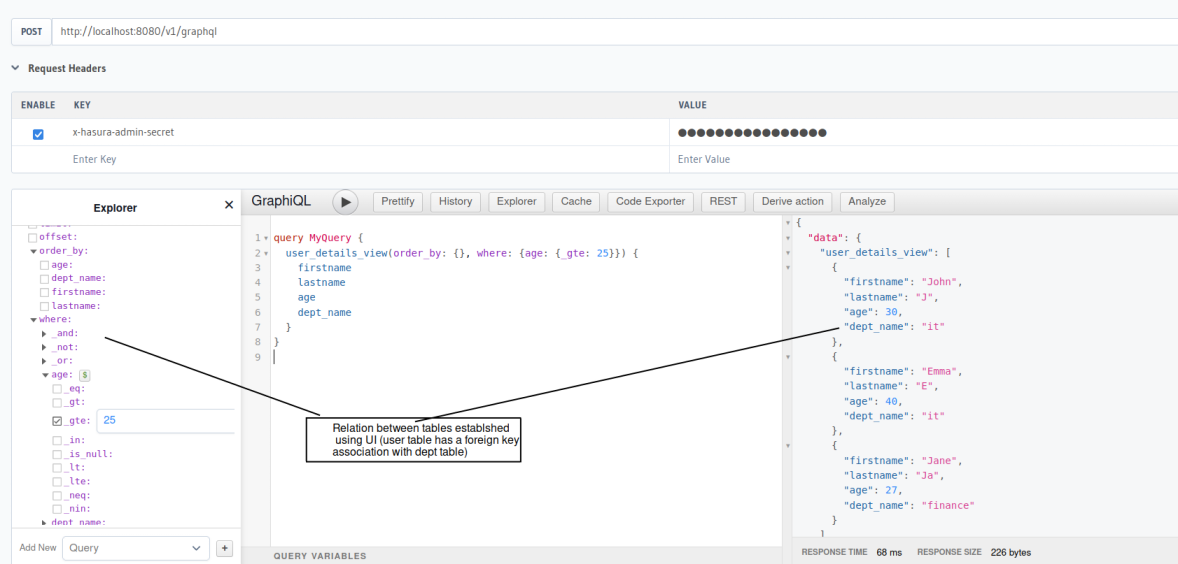 POST http://localhost:8080/v1/graphql
Request Headers
ENABLE KEY VALUE
x-hasura-admin-secret ●●●●●●●●●●●●●●●●
Enter Key Enter Value
Explorer ✕
offset:
order_by:
age:
dept_name:
firstname:
lastname:
where:
_and:
_not:
_or:
age: $
_eq:
_gt:
_gte: 25
_in:
_is_null:
_lt:
_lte:
_neq:
_nin:
dept_name:
Add New Query +
GraphiQL Prettify History Explorer Cache Code Exporter REST Derive action Analyze
1 query MyQuery {
2 user_details_view(order_by: {}, where: {age: {_gte: 25}}) {
3 firstname
4 lastname
5 age
6 dept_name
7 }
8 }
9
Relation between tables establshed
using UI (user table has a foreign key
association with dept table)
QUERY VARIABLES
{
"data": {
"user_details_view": [
{
"firstname": "John",
"lastname": "J",
"age": 30,
"dept_name": "it"
},
{
"firstname": "Emma",
"lastname": "E",
"age": 40,
"dept_name": "it"
},
{
"firstname": "Jane",
"lastname": "Ja",
"age": 27,
"dept_name": "finance"
}
]
RESPONSE TIME 68 ms RESPONSE SIZE 226 bytes